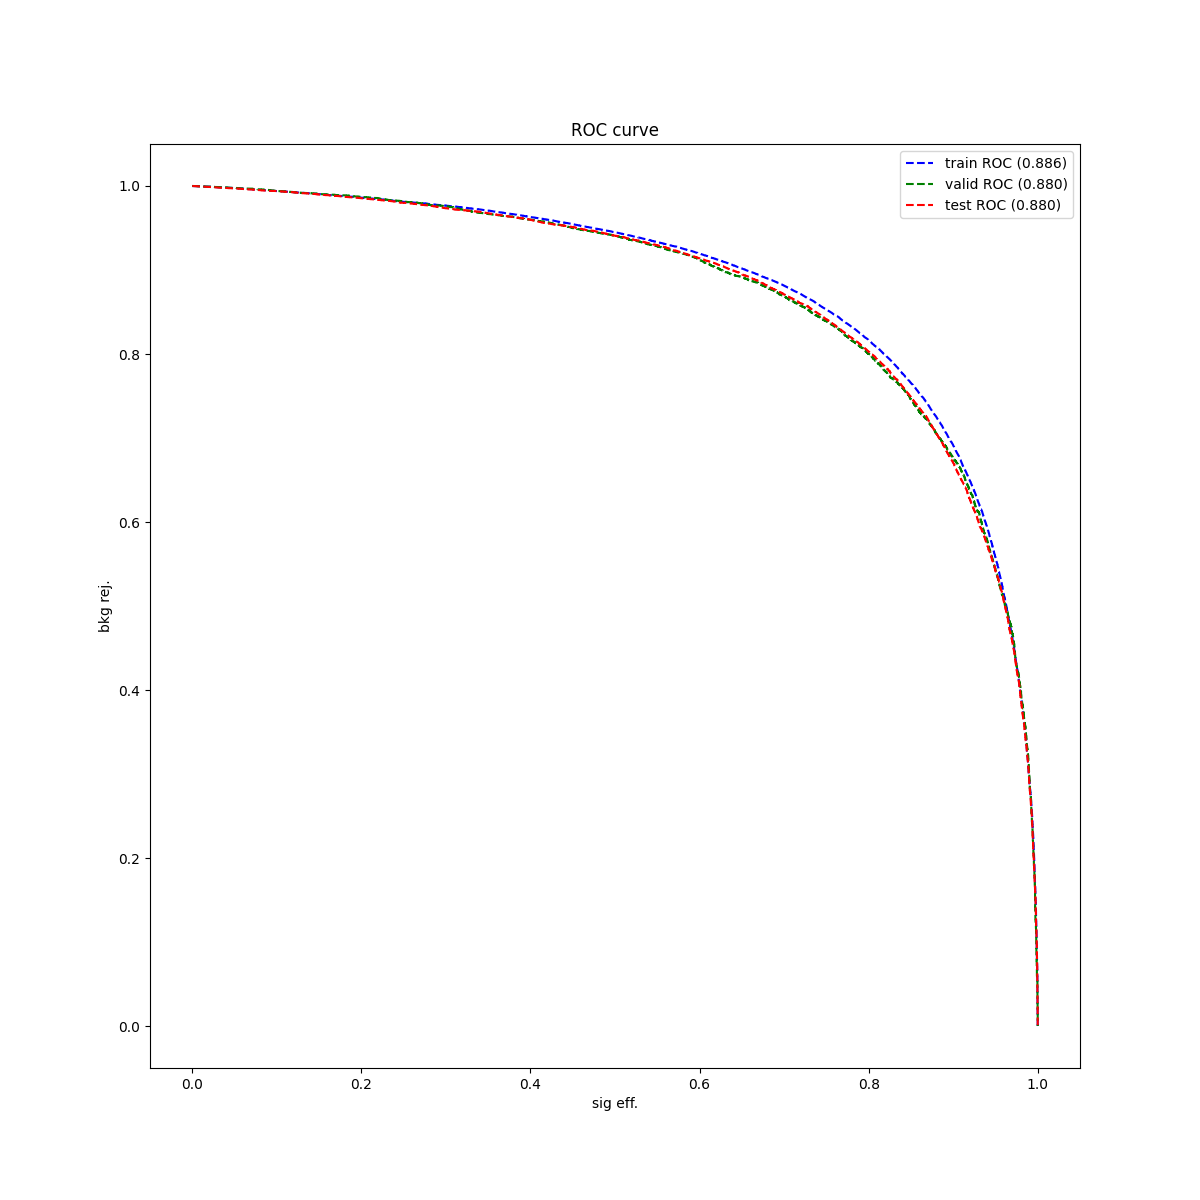 ROC curve
train ROC (0.886)
valid ROC (0.880)
test ROC (0.880)
1.0
0.8
0.6
0.4
0.2
0.0
bkg rej.
0.0 0.2 0.4 0.6 0.8 1.0
sig eff.